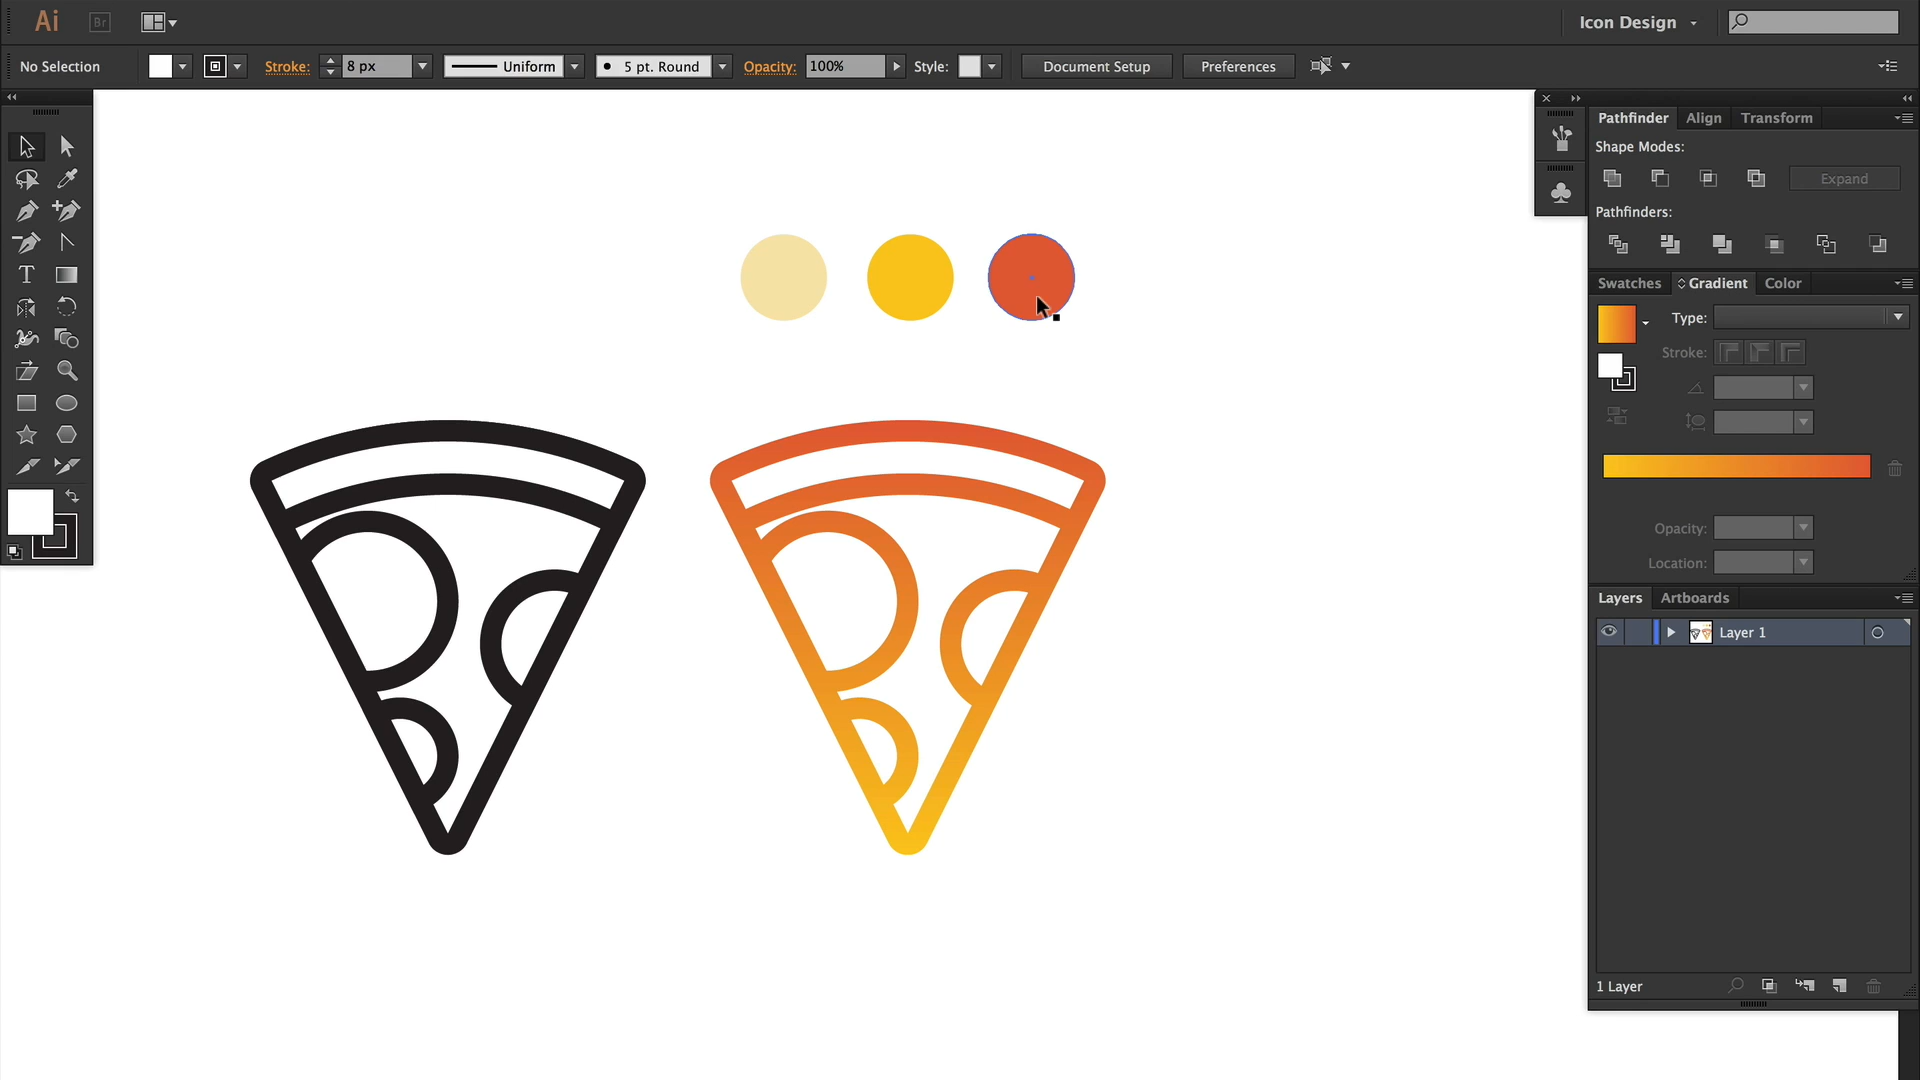 Ai Br Icon Design
No Selection Stroke: 8 px Uniform 5 pt. Round Opacity: 100% Style: Document Setup Preferences
Pathfinder Align Transform
Shape Modes:
Expand
Pathfinders:
Swatches Gradient Color
Type:
Stroke:
Opacity:
Location:
Layers Artboards
Layer 1
1 Layer
T